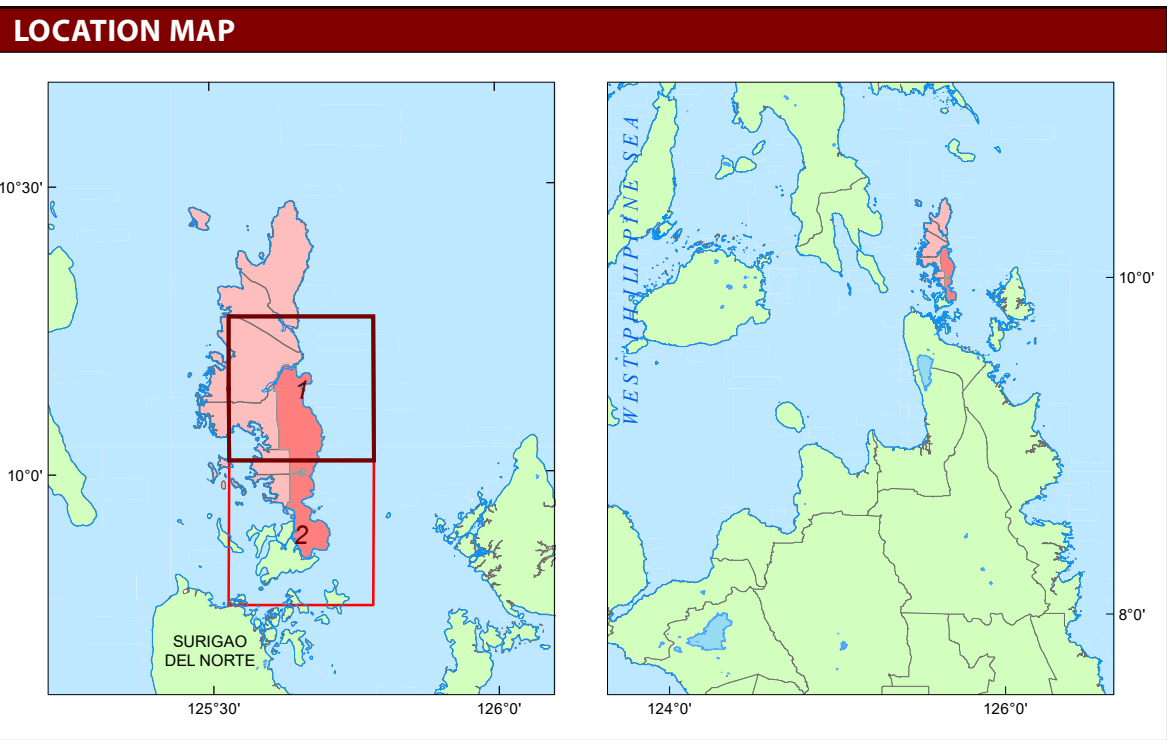 LOCATION MAP
10°30'
10°0'
1
2
SURIGAO
DEL NORTE
125°30'
126°0'
WEST PHILIPPINE SEA
10°0'
8°0'
124°0'
126°0'